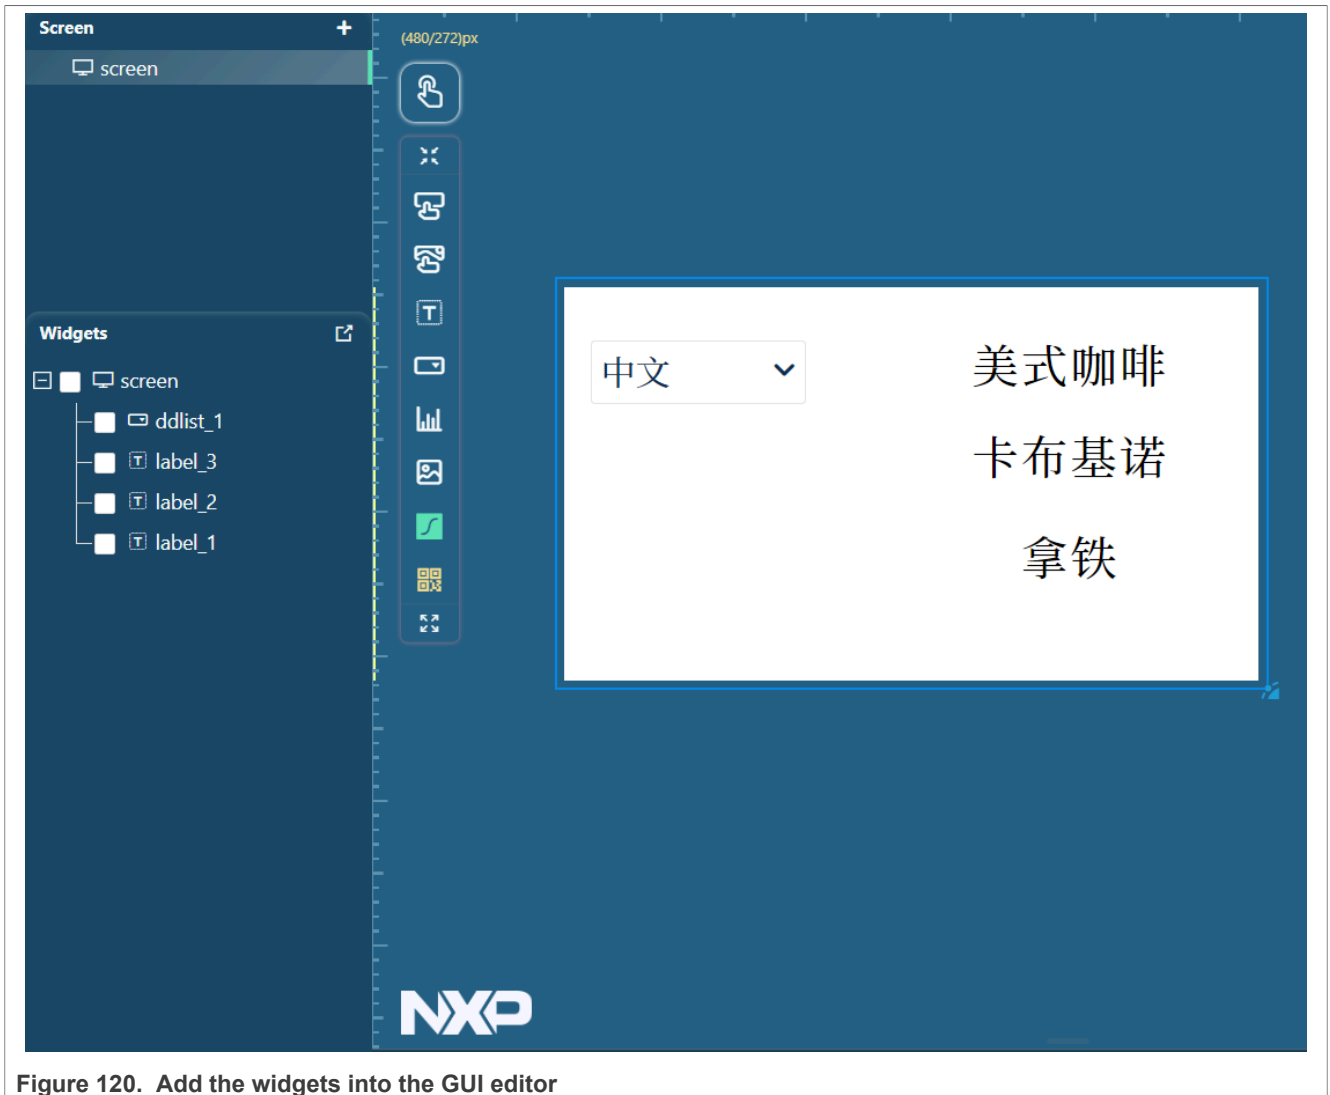 Screen
screen
(480/272)px
Widgets
screen
ddlist_1
label_3
label_2
label_1
中文
美式咖啡
卡布基诺
拿铁
NXP
Figure 120. Add the widgets into the GUI editor